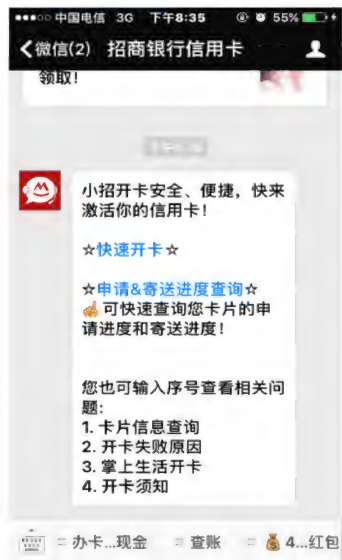 中国电信 3G 下午8:35 55%
微信(2) 招商银行信用卡
领取!
小招开卡安全、便捷，快来
激活你的信用卡！
☆快速开卡☆
☆申请&寄送进度查询☆
☝可快速查询您卡片的申
请进度和寄送进度！
您也可输入序号查看相关问
题：
1. 卡片信息查询
2. 开卡失败原因
3. 掌上生活开卡
4. 开卡须知
办卡...现金 查账 4...红包